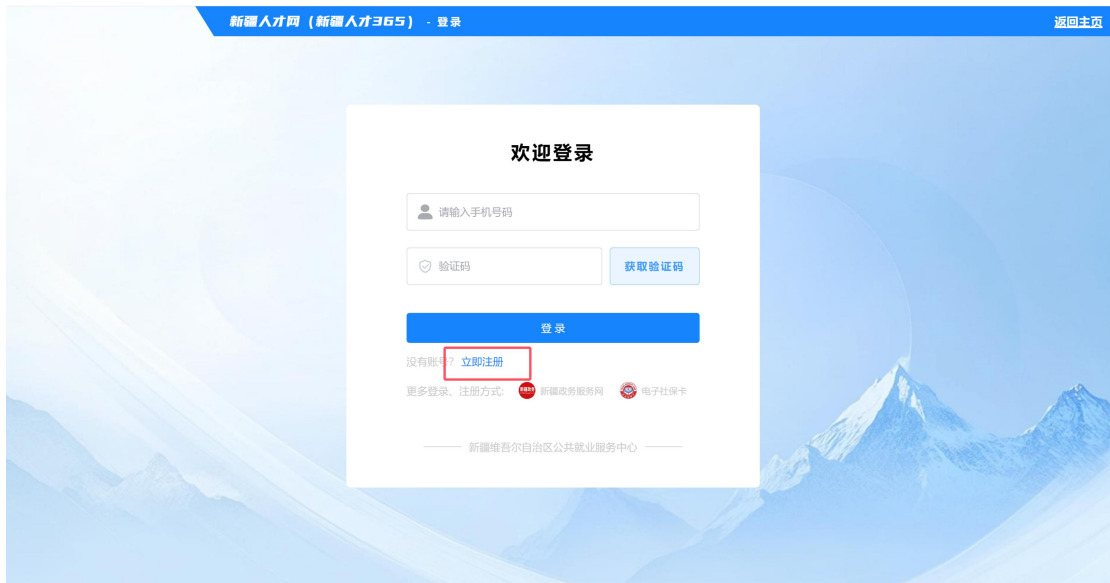 新疆人才网（新疆人才365） - 登录
返回主页
欢迎登录
请输入手机号码
验证码
获取验证码
登录
没有账号？ 立即注册
更多登录、注册方式: 新疆政务服务网 电子社保卡
新疆维吾尔自治区公共就业服务中心